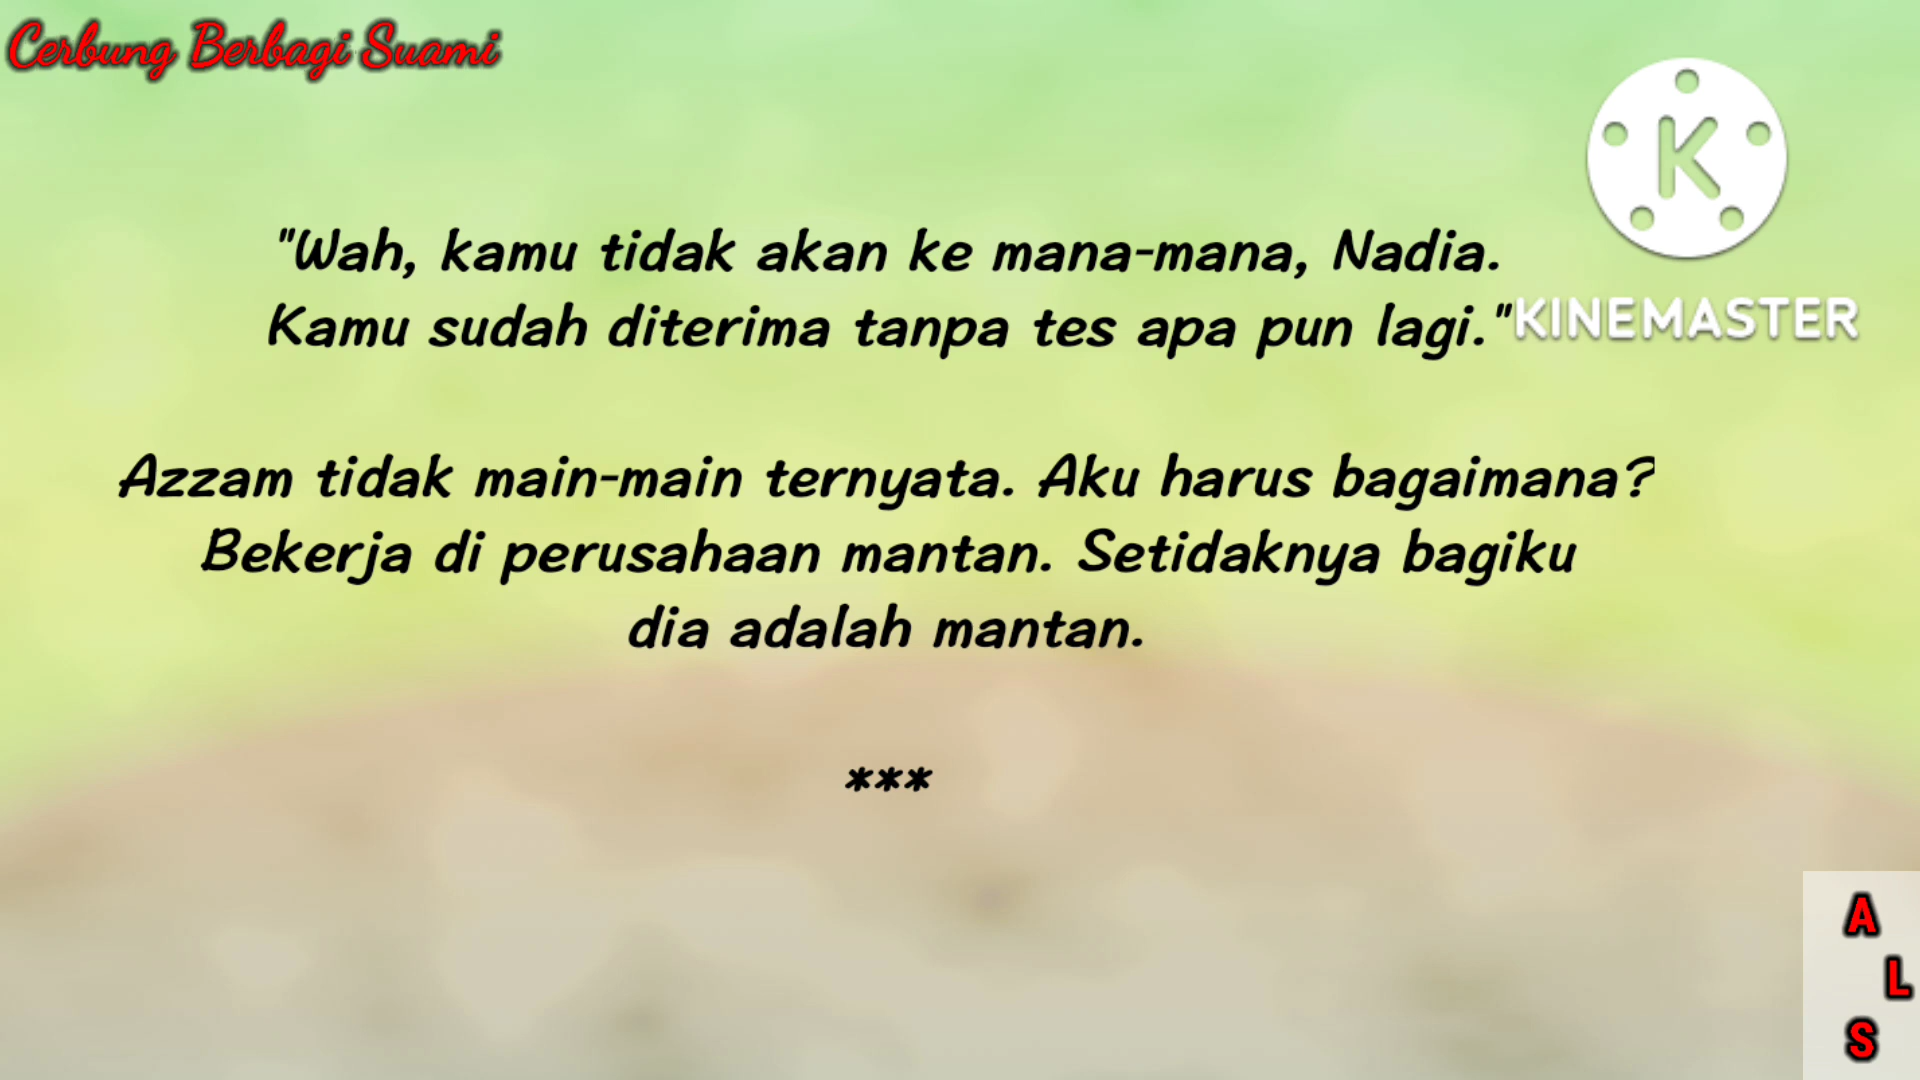 Cerbung Berbagi Suami
K
KINEMASTER
"Wah, kamu tidak akan ke mana-mana, Nadia.
Kamu sudah diterima tanpa tes apa pun lagi."
Azzam tidak main-main ternyata. Aku harus bagaimana?
Bekerja di perusahaan mantan. Setidaknya bagiku
dia adalah mantan.
***
A
L
S